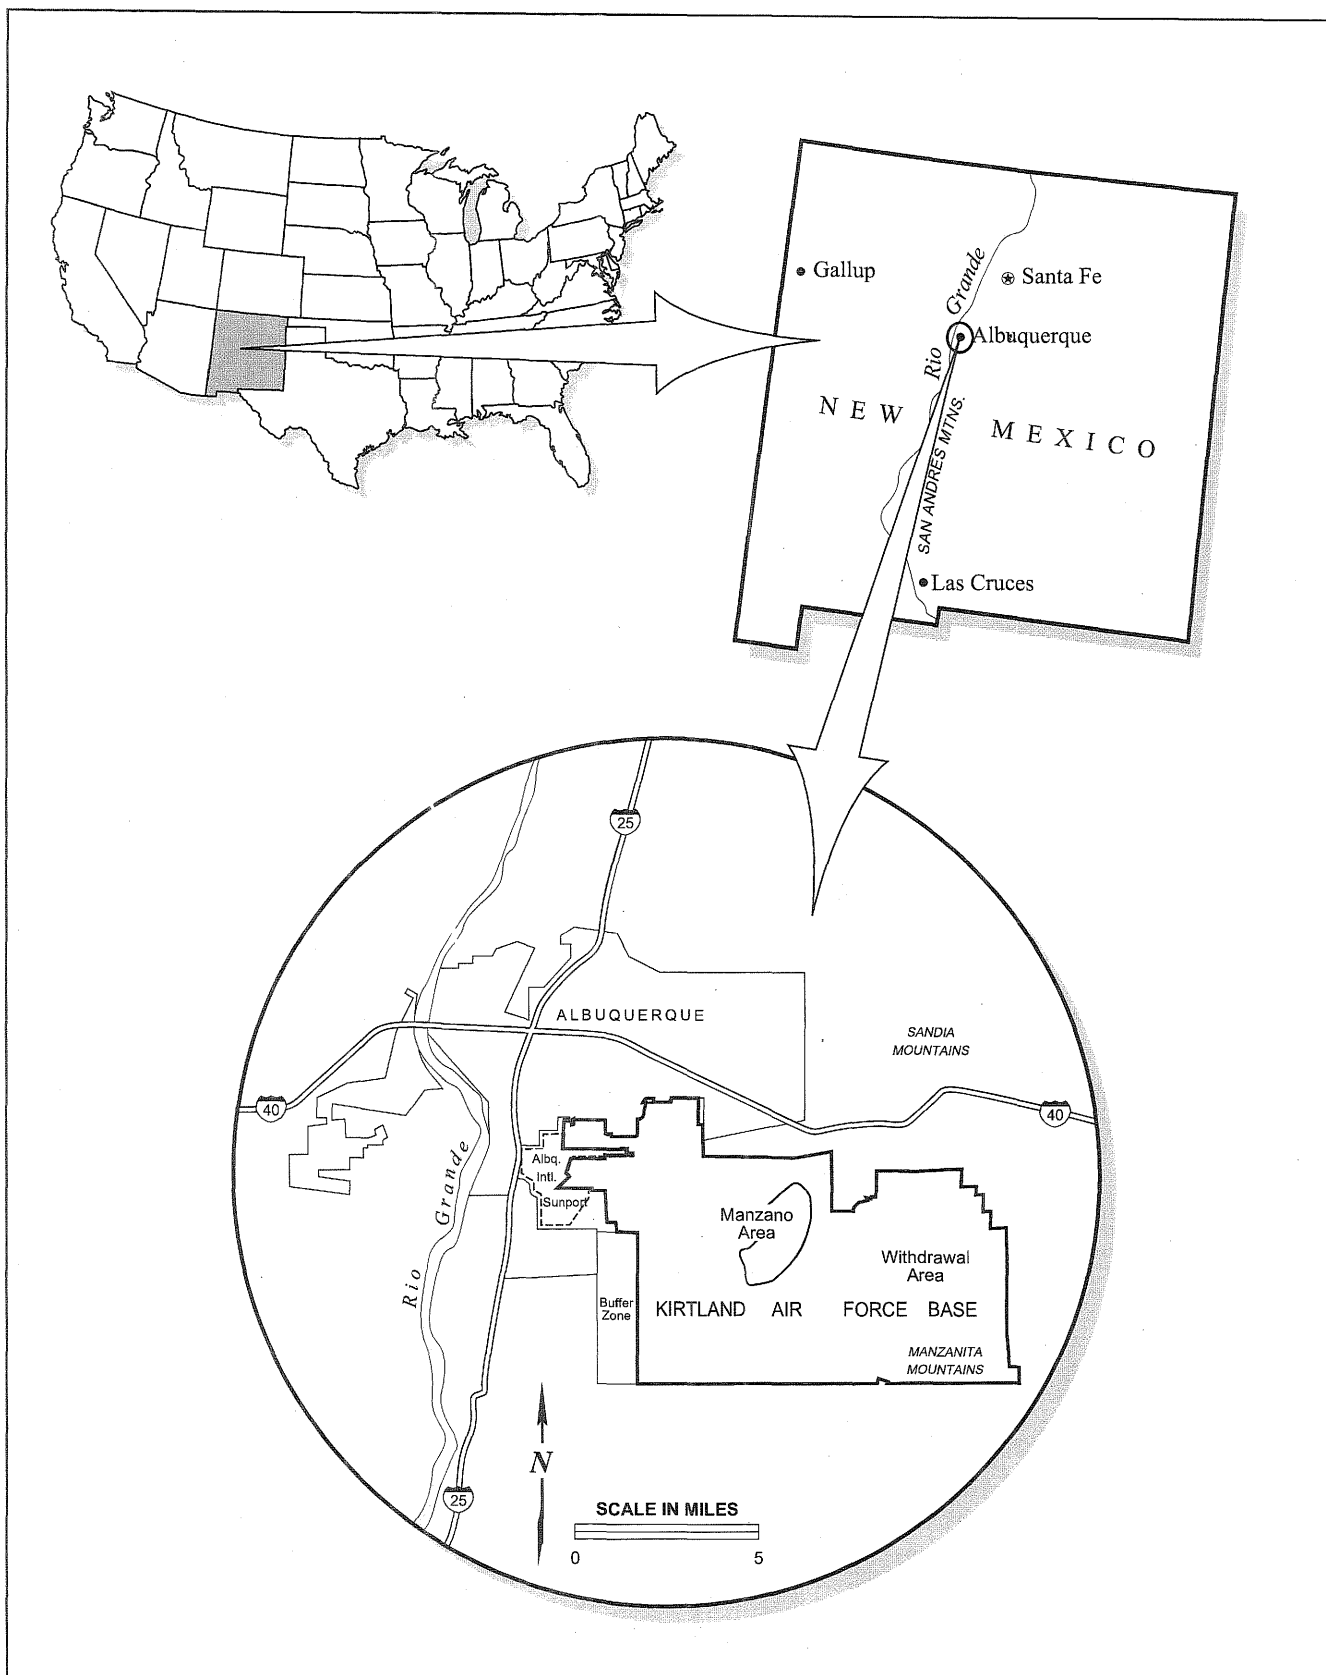 Gallup
Santa Fe
Rio Grande
Albuquerque
NEW MEXICO
SAN ANDRES MTNS.
Las Cruces
25
ALBUQUERQUE
SANDIA
MOUNTAINS
40
40
Albq.
Intl.
Sunport
Rio Grande
Manzano
Area
Withdrawal
Area
Buffer
Zone
KIRTLAND AIR FORCE BASE
MANZANITA
MOUNTAINS
N
25
SCALE IN MILES
0 5